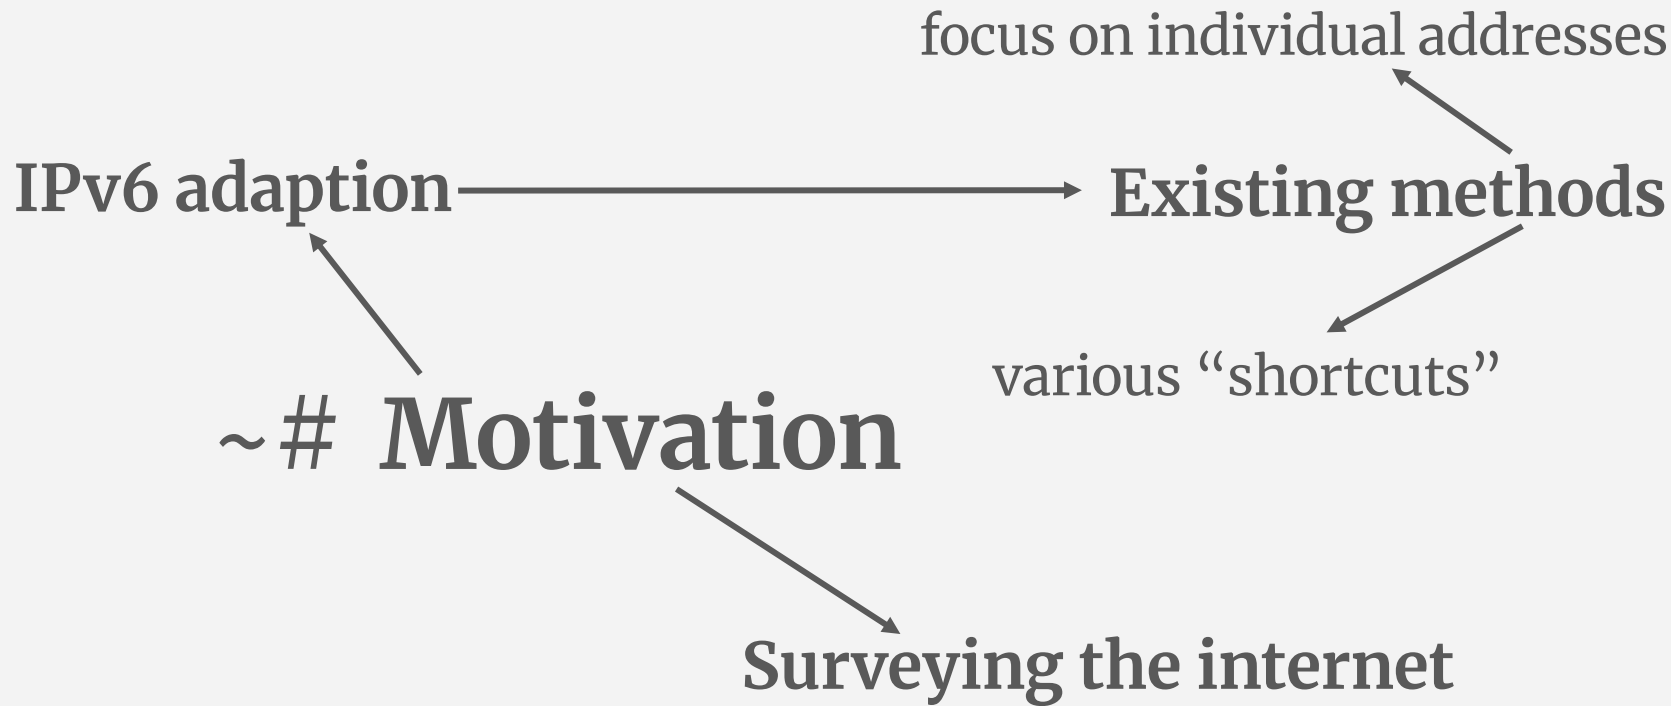 focus on individual addresses
IPv6 adaption
Existing methods
various “shortcuts”
~# Motivation
Surveying the internet